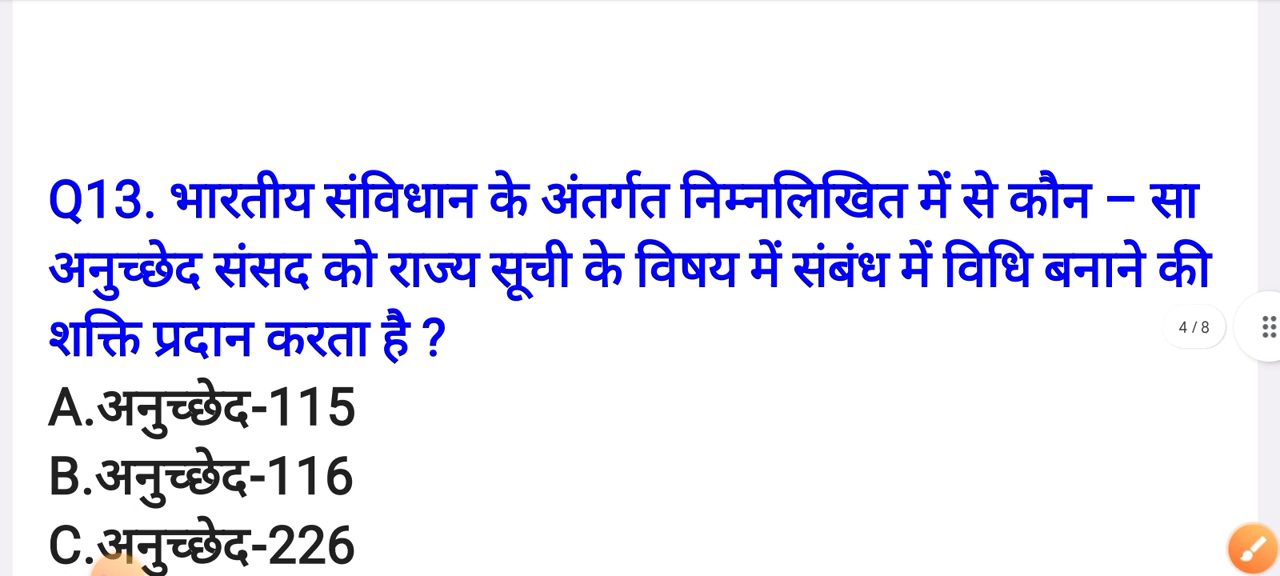 Q13. भारतीय संविधान के अंतर्गत निम्नलिखित में से कौन – सा
अनुच्छेद संसद को राज्य सूची के विषय में संबंध में विधि बनाने की
शक्ति प्रदान करता है ?
4 / 8
A.अनुच्छेद-115
B.अनुच्छेद-116
C.अनुच्छेद-226